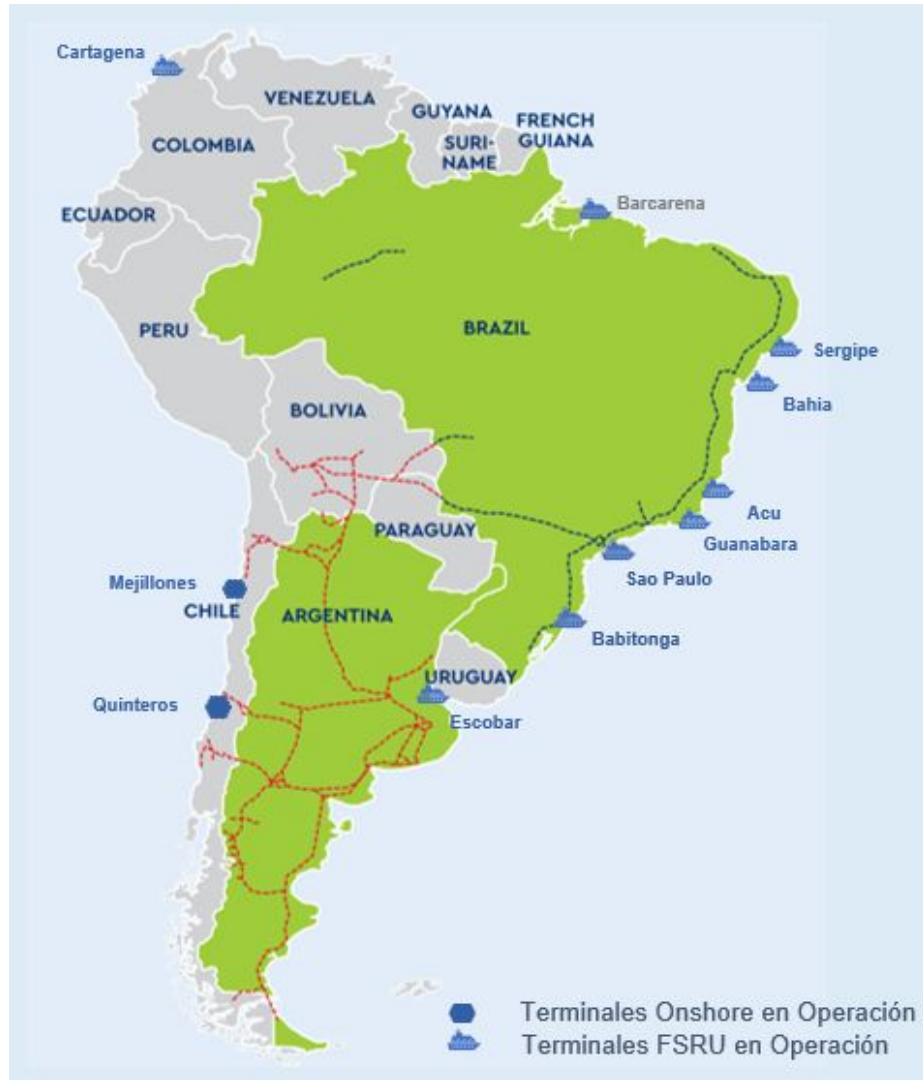 Cartagena
VENEZUELA
GUYANA
FRENCH
GUIANA
COLOMBIA
SURI-
NAME
ECUADOR
Barcarena
PERU
BRAZIL
Sergipe
BOLIVIA
Bahia
Acu
PARAGUAY
Guanabara
Sao Paulo
Mejillones
CHILE
ARGENTINA
Babitonga
URUGUAY
Quinteros
Escobar
Terminales Onshore en Operación
Terminales FSRU en Operación